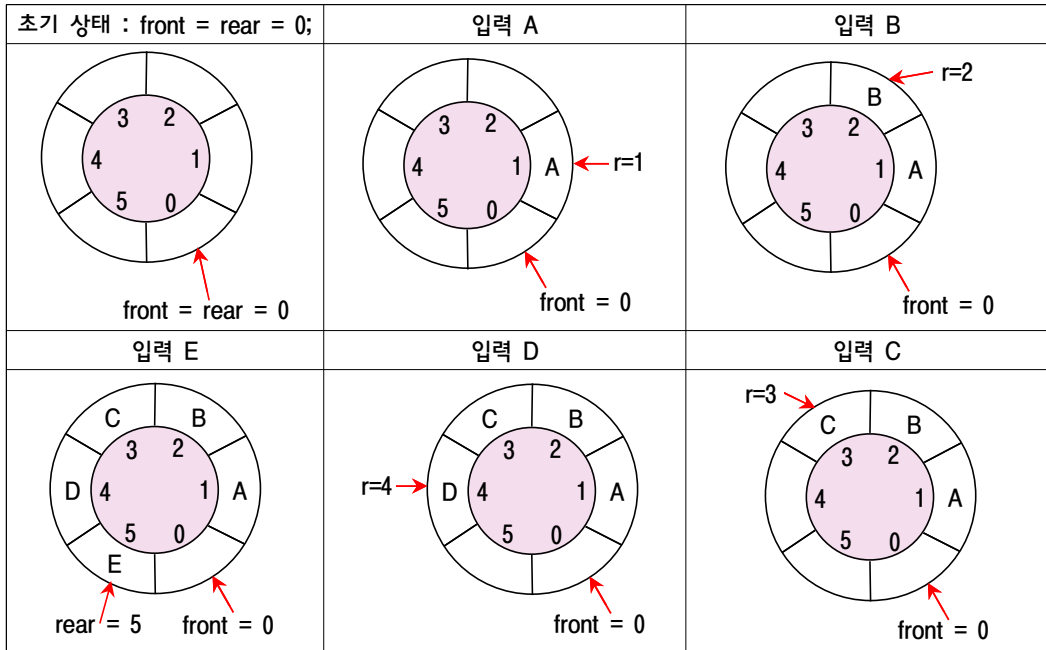 초기 상태 : front = rear = 0;
3 2
4 1
5 0
front = rear = 0
입력 A
3 2
4 1 A
r=1
5 0
front = 0
입력 B
r=2
B
3 2
4 1 A
5 0
front = 0
입력 E
C B
3 2
D 4 1 A
5 0
E
rear = 5 front = 0
입력 D
C B
3 2
r=4 D 4 1 A
5 0
front = 0
입력 C
r=3
C B
3 2
4 1 A
5 0
front = 0